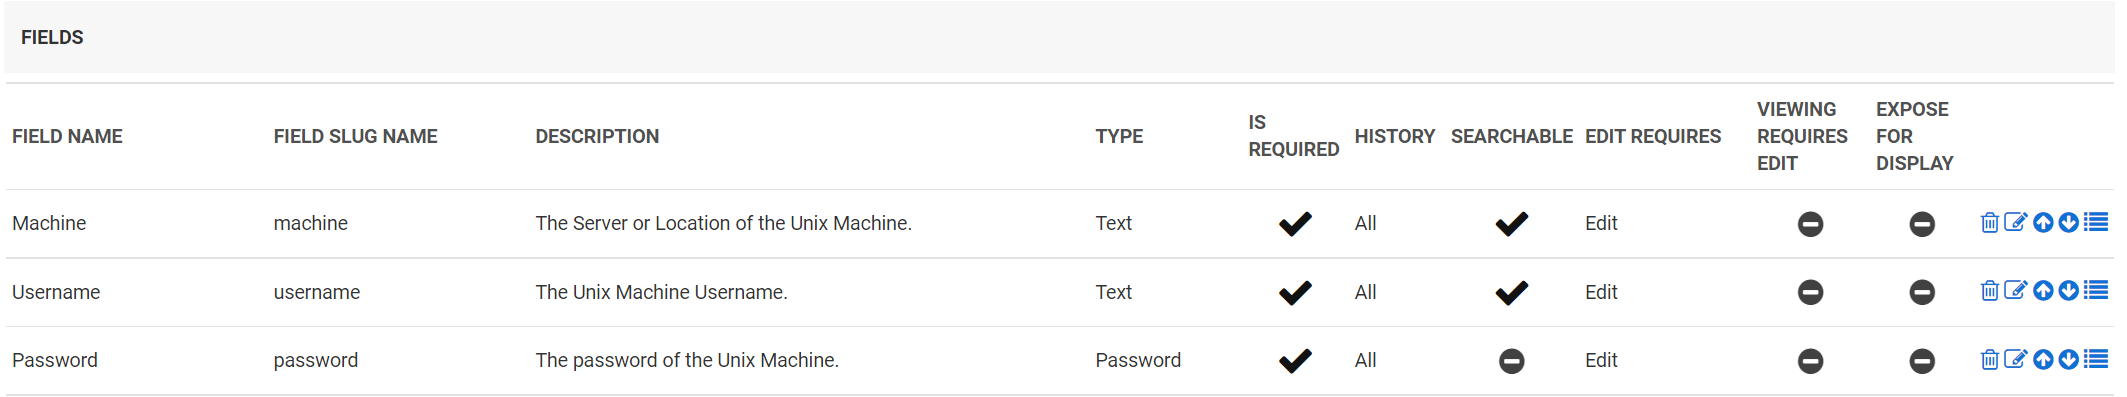 FIELDS
FIELD NAME FIELD SLUG NAME DESCRIPTION TYPE IS REQUIRED HISTORY SEARCHABLE EDIT REQUIRES VIEWING REQUIRES EDIT EXPOSE FOR DISPLAY
Machine machine The Server or Location of the Unix Machine. Text All Edit
Username username The Unix Machine Username. Text All Edit
Password password The password of the Unix Machine. Password All Edit